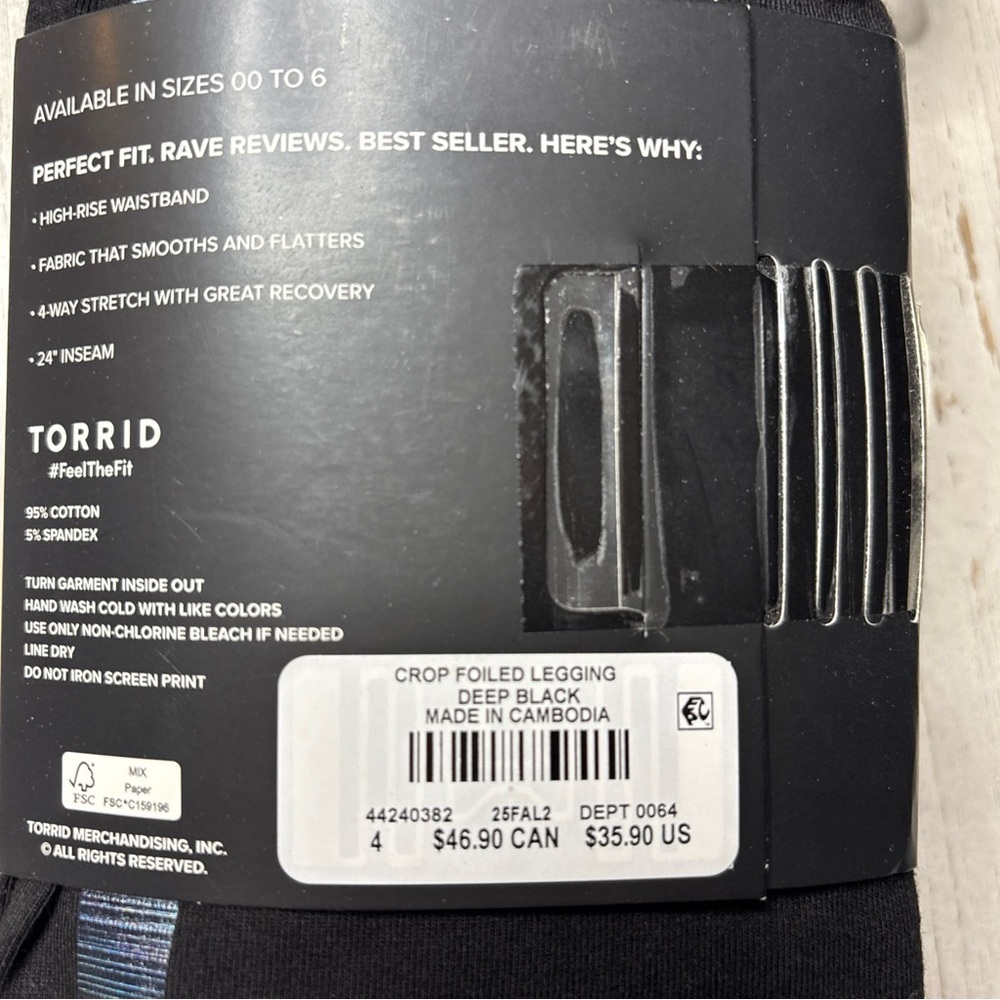 AVAILABLE IN SIZES 00 TO 6
PERFECT FIT. RAVE REVIEWS. BEST SELLER. HERE'S WHY:
• HIGH-RISE WAISTBAND
• FABRIC THAT SMOOTHS AND FLATTERS
• 4-WAY STRETCH WITH GREAT RECOVERY
• 24" INSEAM
TORRID
#FeelTheFit
95% COTTON
5% SPANDEX
TURN GARMENT INSIDE OUT
HAND WASH COLD WITH LIKE COLORS
USE ONLY NON-CHLORINE BLEACH IF NEEDED
LINE DRY
DO NOT IRON SCREEN PRINT
CROP FOILED LEGGING
DEEP BLACK
MADE IN CAMBODIA
44240382 25FAL2 DEPT 0064
4 $46.90 CAN $35.90 US
FSC
MIX
Paper
FSC*C159196
TORRID MERCHANDISING, INC.
© ALL RIGHTS RESERVED.